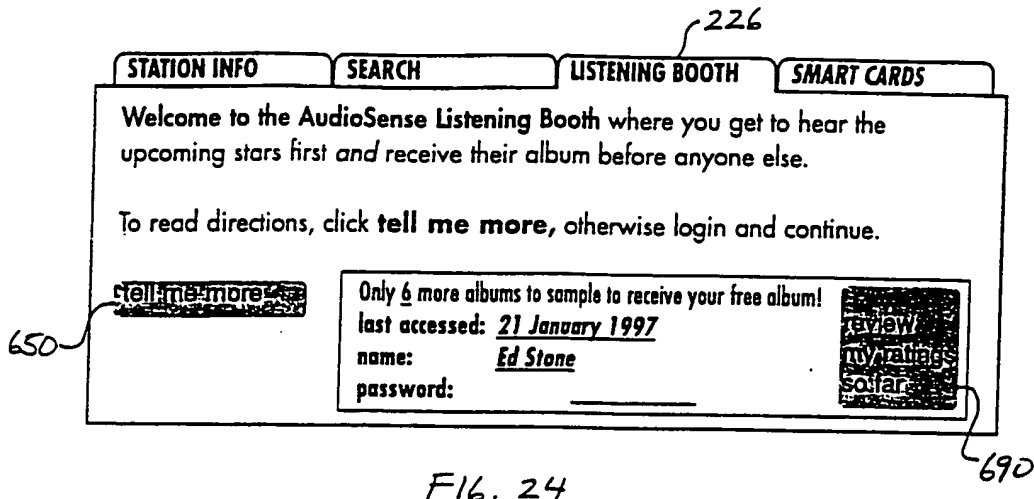 226
STATION INFO SEARCH LISTENING BOOTH SMART CARDS
Welcome to the AudioSense Listening Booth where you get to hear the
upcoming stars first and receive their album before anyone else.
To read directions, click tell me more, otherwise login and continue.
tell me more
650
Only 6 more albums to sample to receive your free album!
last accessed: 21 January 1997
name: Ed Stone
password:
review
my ratings
so far
690
FIG. 24